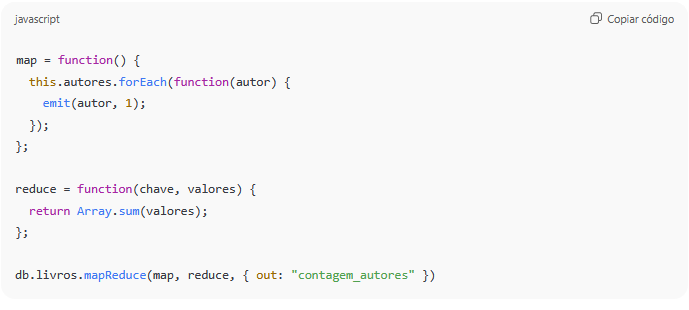 javascript
Copiar código
map = function() {
  this.autores.forEach(function(autor) {
    emit(autor, 1);
  });
};
reduce = function(chave, valores) {
  return Array.sum(valores);
};
db.livros.mapReduce(map, reduce, { out: "contagem_autores" })